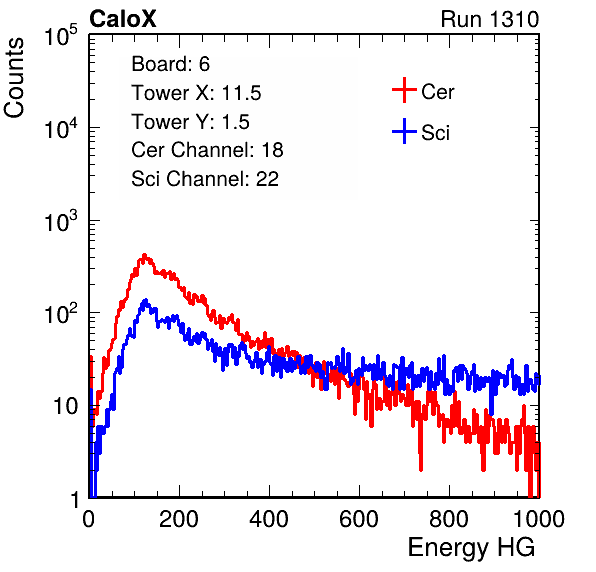 CaloX Run 1310
Counts
Board: 6
Tower X: 11.5
Tower Y: 1.5
Cer Channel: 18
Sci Channel: 22
Cer
Sci
10^5
10^4
10^3
10^2
10
1
0 200 400 600 800 1000
Energy HG